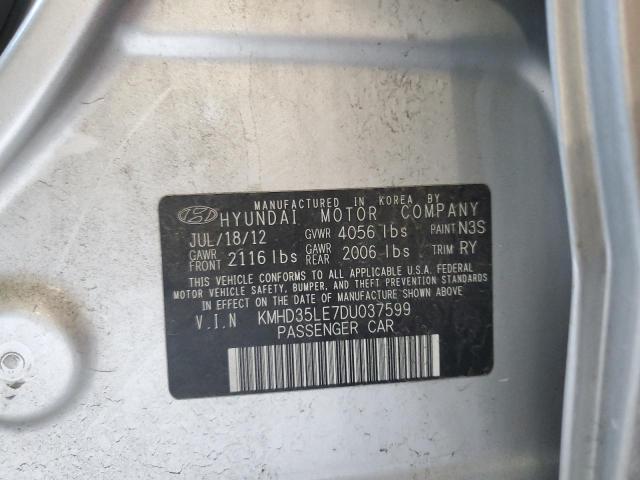 MANUFACTURED IN KOREA BY
HYUNDAI MOTOR COMPANY
JUL/18/12 GVWR 4056 lbs PAINT N3S
GAWR FRONT 2116 lbs GAWR REAR 2006 lbs TRIM RY
THIS VEHICLE CONFORMS TO ALL APPLICABLE U.S.A. FEDERAL
MOTOR VEHICLE SAFETY, BUMPER, AND THEFT PREVENTION STANDARDS
IN EFFECT ON THE DATE OF MANUFACTURE SHOWN ABOVE.
V.I.N KMHD35LE7DU037599
PASSENGER CAR